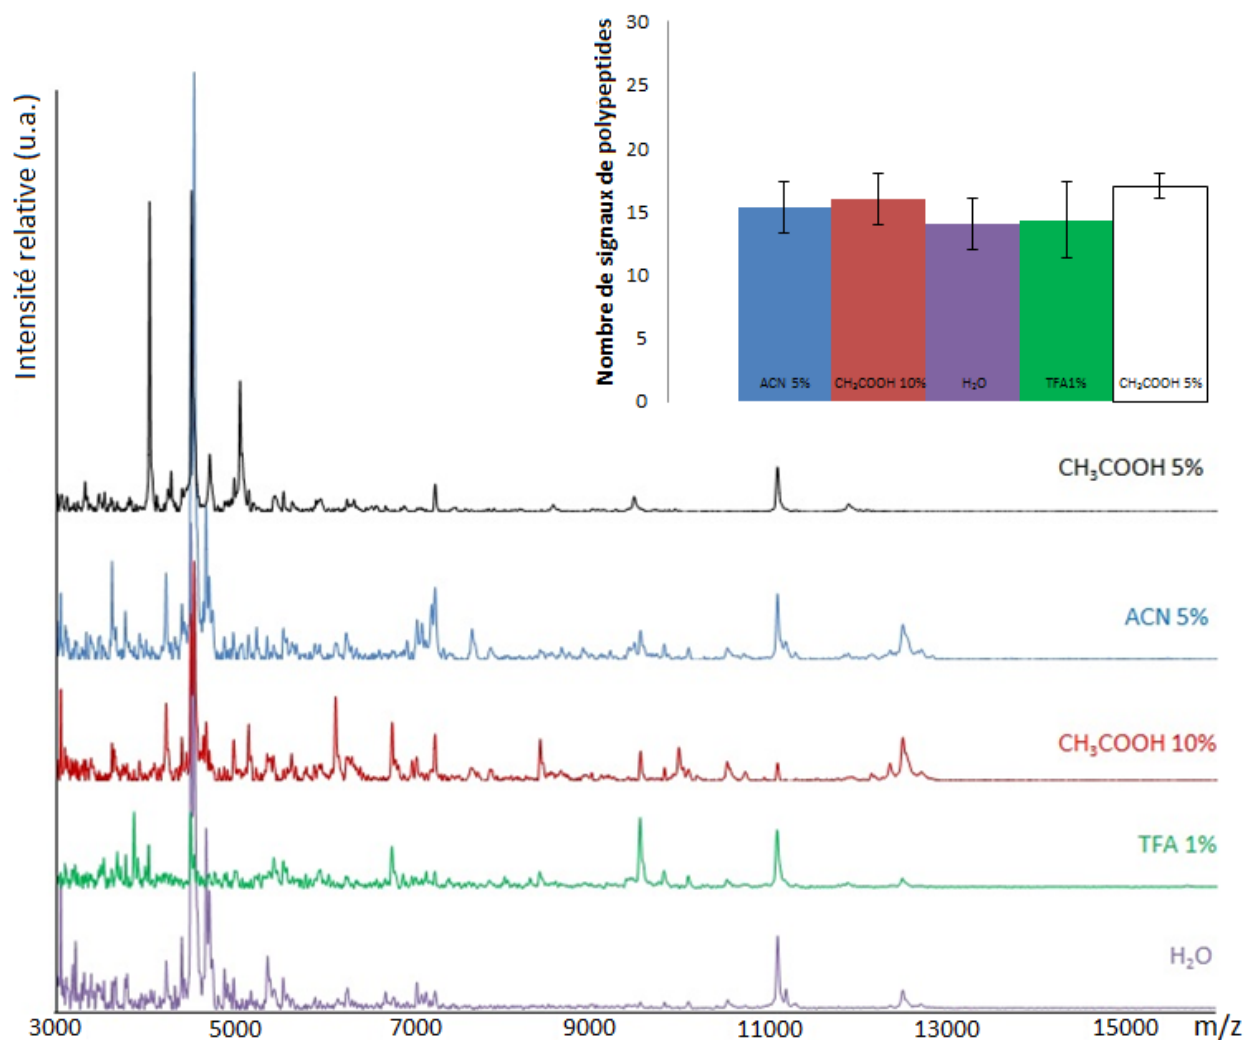 Intensité relative (u.a.)
Nombre de signaux de polypeptides
30
25
20
15
10
5
0
ACN 5%
CH₃COOH 10%
H₂O
TFA1%
CH₃COOH 5%
CH₃COOH 5%
ACN 5%
CH₃COOH 10%
TFA 1%
H₂O
3000 5000 7000 9000 11000 13000 15000 m/z